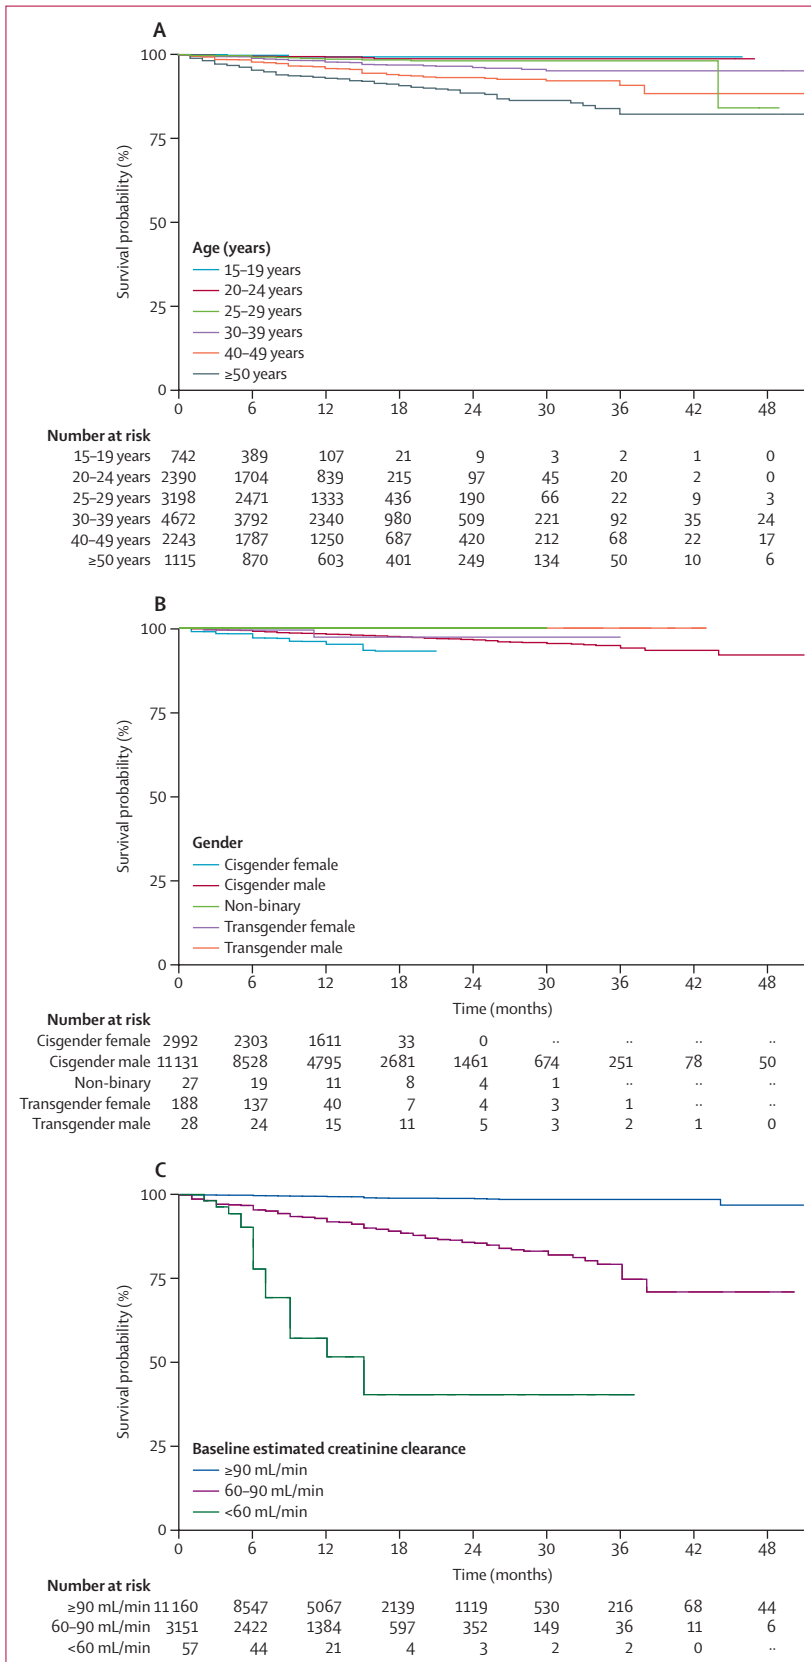 A
100
75
50
25
0
Survival probability (%)
Age (years)
15–19 years
20–24 years
25–29 years
30–39 years
40–49 years
≥50 years
0 6 12 18 24 30 36 42 48
Number at risk
15–19 years 742 389 107 21 9 3 2 1 0
20–24 years 2390 1704 839 215 97 45 20 2 0
25–29 years 3198 2471 1333 436 190 66 22 9 3
30–39 years 4672 3792 2340 980 509 221 92 35 24
40–49 years 2243 1787 1250 687 420 212 68 22 17
≥50 years 1115 870 603 401 249 134 50 10 6
B
100
75
50
25
0
Survival probability (%)
Gender
Cisgender female
Cisgender male
Non-binary
Transgender female
Transgender male
0 6 12 18 24 30 36 42 48
Time (months)
Number at risk
Cisgender female 2992 2303 1611 33 0 ·· ·· ·· ··
Cisgender male 11131 8528 4795 2681 1461 674 251 78 50
Non-binary 27 19 11 8 4 1 ·· ·· ··
Transgender female 188 137 40 7 4 3 1 ·· ··
Transgender male 28 24 15 11 5 3 2 1 0
C
100
75
50
25
0
Survival probability (%)
Baseline estimated creatinine clearance
≥90 mL/min
60–90 mL/min
<60 mL/min
0 6 12 18 24 30 36 42 48
Time (months)
Number at risk
≥90 mL/min 11160 8547 5067 2139 1119 530 216 68 44
60–90 mL/min 3151 2422 1384 597 352 149 36 11 6
<60 mL/min 57 44 21 4 3 2 2 0 ··